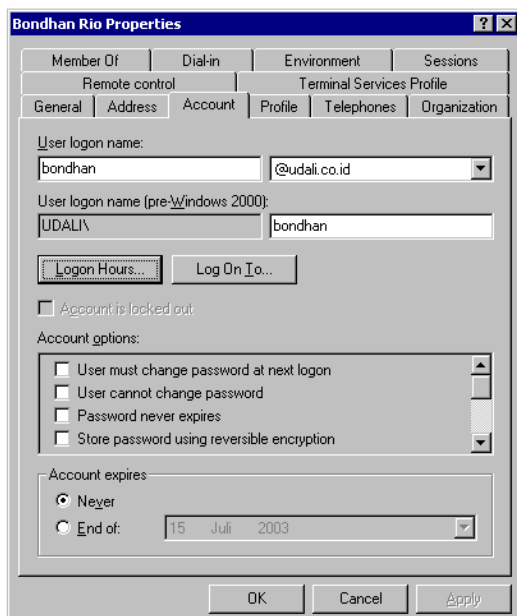 Bondhan Rio Properties
Member Of Dial-in Environment Sessions
Remote control Terminal Services Profile
General Address Account Profile Telephones Organization
User logon name:
bondhan @udali.co.id
User logon name (pre-Windows 2000):
UDALI\ bondhan
Logon Hours... Log On To...
Account is locked out
Account options:
User must change password at next logon
User cannot change password
Password never expires
Store password using reversible encryption
Account expires
Never
End of: 15 Juli 2003
OK Cancel Apply